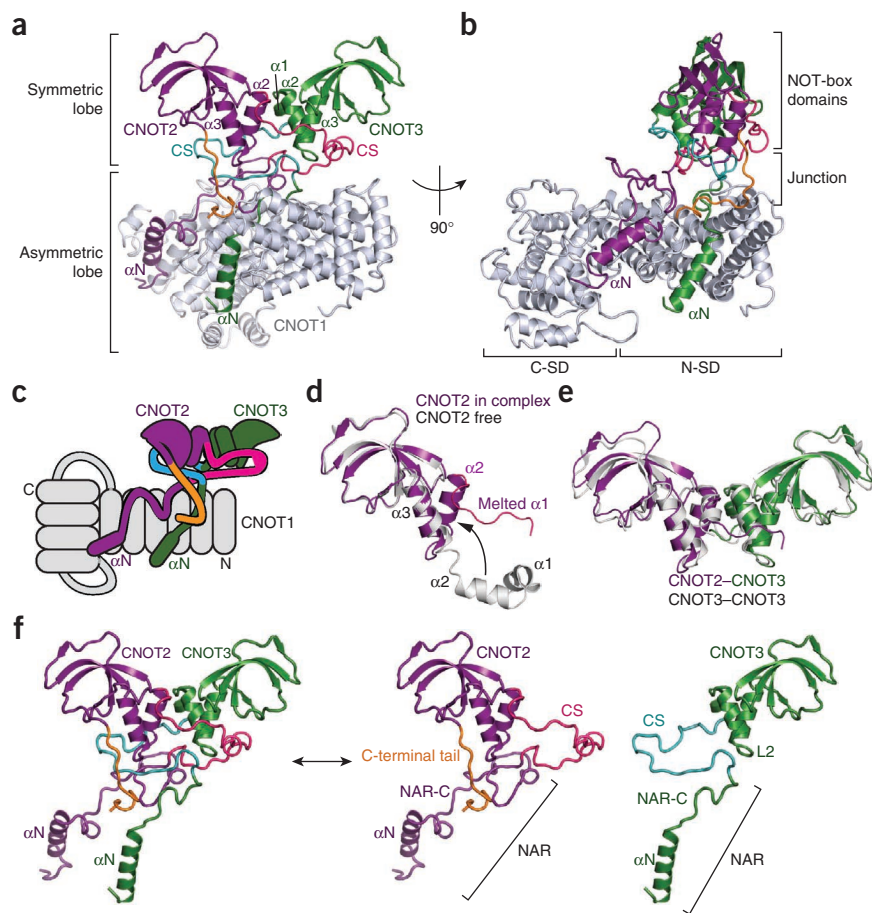 a
Symmetric
lobe
Asymmetric
lobe
CNOT2
α3
α2
α1
α2
α3
CNOT3
CS
CS
αN
αN
CNOT1
90°
b
NOT-box
domains
Junction
αN
αN
C-SD
N-SD
c
CNOT2
CNOT3
C
CNOT1
αN
αN
N
d
CNOT2 in complex
CNOT2 free
α2
α3
Melted α1
α2
α1
e
CNOT2–CNOT3
CNOT3–CNOT3
f
CNOT2
CNOT3
αN
αN
CNOT2
CS
C-terminal tail
NAR-C
αN
NAR
CNOT3
CS
L2
NAR-C
αN
NAR